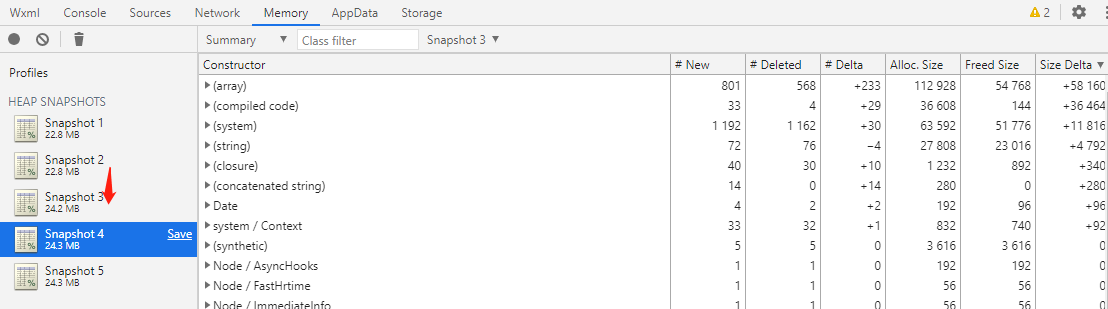 Wxml Console Sources Network Memory AppData Storage 2
Summary ▼ Class filter Snapshot 3 ▼
Profiles
HEAP SNAPSHOTS
Snapshot 1
22.8 MB
Snapshot 2
22.8 MB
Snapshot 3
24.2 MB
Snapshot 4 Save
24.3 MB
Snapshot 5
24.3 MB
Constructor # New # Deleted # Delta Alloc. Size Freed Size Size Delta ▼
(array) 801 568 +233 112 928 54 768 +58 160
(compiled code) 33 4 +29 36 608 144 +36 464
(system) 1 192 1 162 +30 63 592 51 776 +11 816
(string) 72 76 −4 27 808 23 016 +4 792
(closure) 40 30 +10 1 232 892 +340
(concatenated string) 14 0 +14 280 0 +280
Date 4 2 +2 192 96 +96
system / Context 33 32 +1 832 740 +92
(synthetic) 5 5 0 3 616 3 616 0
Node / AsyncHooks 1 1 0 192 192 0
Node / FastHrtime 1 1 0 56 56 0
Node / ImmediateInfo 1 1 0 56 56 0